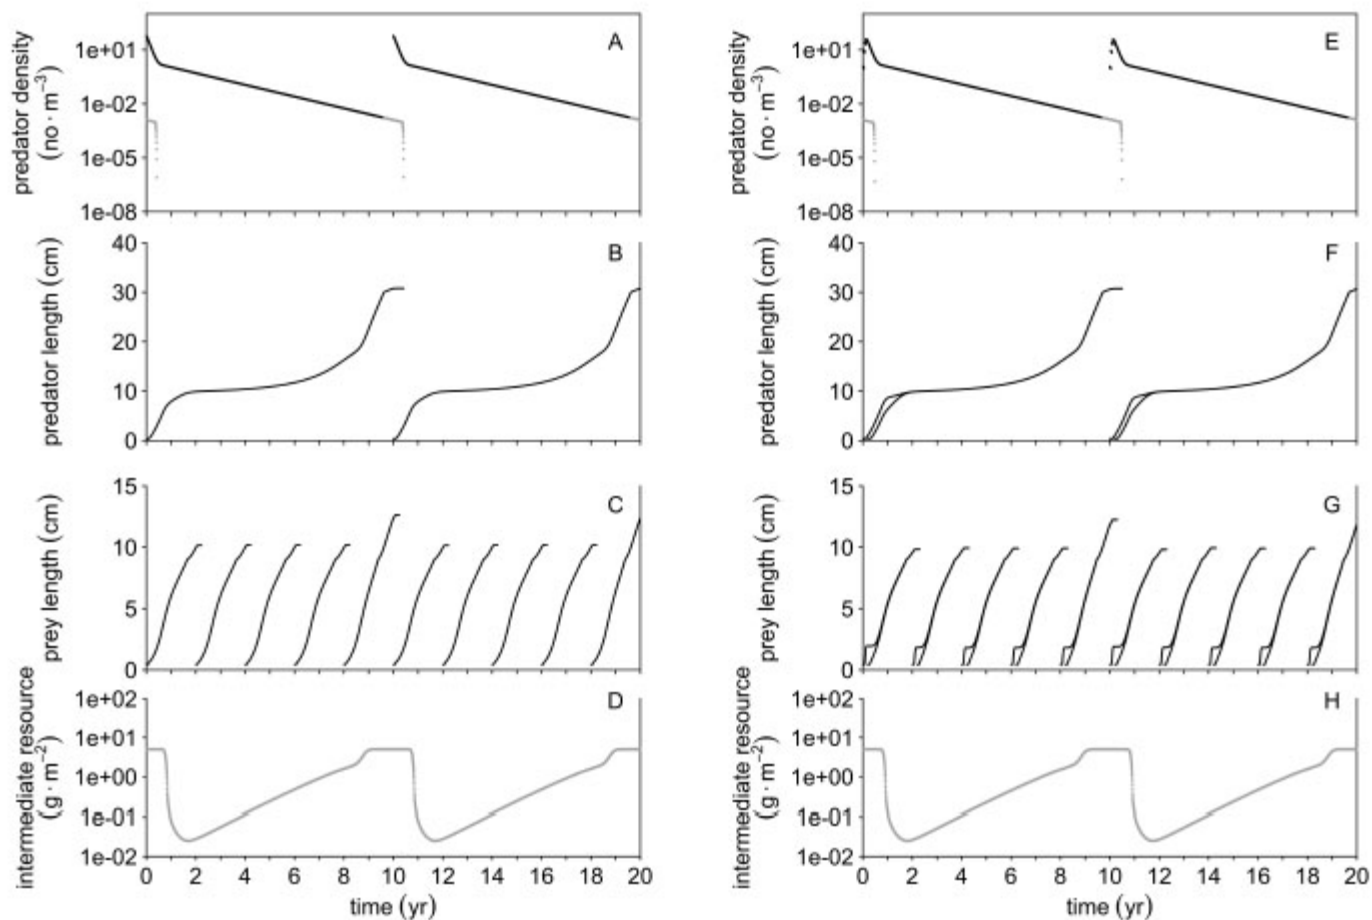 predator density
(no · m⁻³)
1e+01
1e-02
1e-05
1e-08
A
predator length (cm)
40
30
20
10
0
B
prey length (cm)
15
10
5
0
C
intermediate resource
(g · m⁻²)
1e+02
1e+01
1e+00
1e-01
1e-02
D
0 2 4 6 8 10 12 14 16 18 20
time (yr)
predator density
(no · m⁻³)
1e+01
1e-02
1e-05
1e-08
E
predator length (cm)
40
30
20
10
0
F
prey length (cm)
15
10
5
0
G
intermediate resource
(g · m⁻²)
1e+02
1e+01
1e+00
1e-01
1e-02
H
0 2 4 6 8 10 12 14 16 18 20
time (yr)